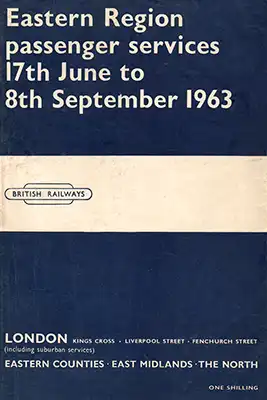 Eastern Region
passenger services
17th June to
8th September 1963
BRITISH RAILWAYS
LONDON KINGS CROSS · LIVERPOOL STREET · FENCHURCH STREET
(including suburban services)
EASTERN COUNTIES · EAST MIDLANDS · THE NORTH
ONE SHILLING